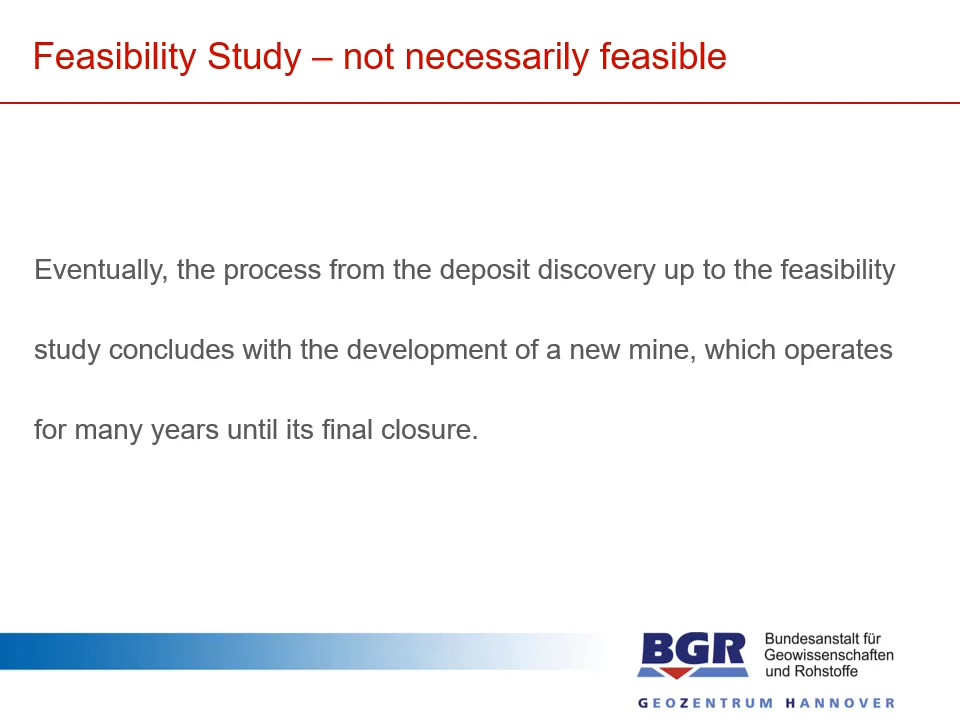 Feasibility Study – not necessarily feasible
Eventually, the process from the deposit discovery up to the feasibility
study concludes with the development of a new mine, which operates
for many years until its final closure.
BGR
Bundesanstalt für
Geowissenschaften
und Rohstoffe
GEOZENTRUM HANNOVER